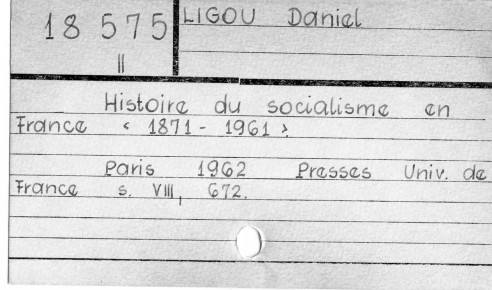 18 575 LIGOU Daniel
II
Histoire du socialisme en
France < 1871 - 1961 >.
Paris 1962 Presses Univ. de
France s. VIII, 672.